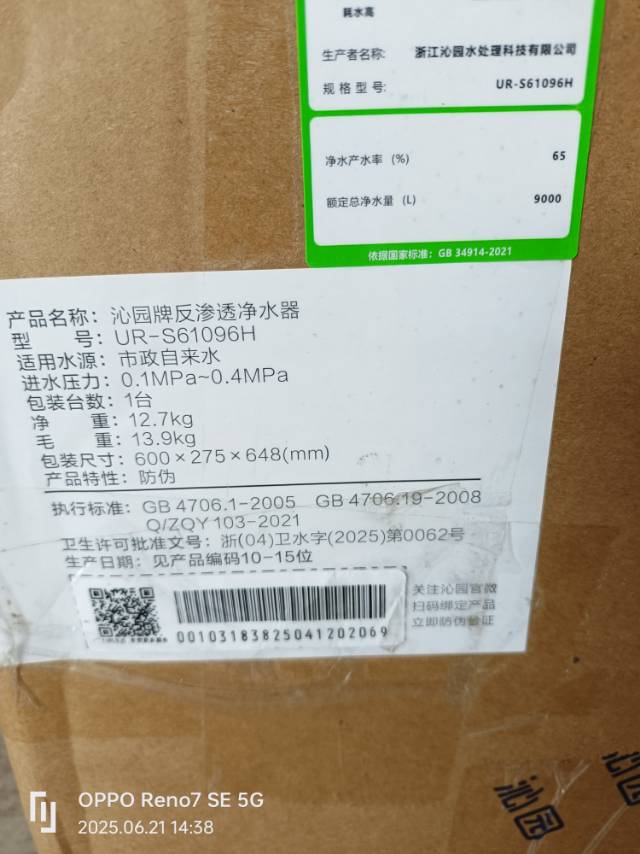 耗水高
生产者名称: 浙江沁园水处理科技有限公司
规格型号: UR-S61096H
净水产水率 (%) 65
额定总净水量 (L) 9000
依据国家标准: GB 34914-2021
产品名称: 沁园牌反渗透净水器
型 号: UR-S61096H
适用水源: 市政自来水
进水压力: 0.1MPa~0.4MPa
包装台数: 1台
净 重: 12.7kg
毛 重: 13.9kg
包装尺寸: 600×275×648(mm)
产品特性: 防伪
执行标准: GB 4706.1-2005 GB 4706.19-2008
Q/ZQY 103-2021
卫生许可批准文号: 浙(04)卫水字(2025)第0062号
生产日期: 见产品编码10-15位
00103183825041202069
关注沁园官微
扫码绑定产品
立即防伪验证
沁园
沁园
OPPO Reno7 SE 5G
2025.06.21 14:38